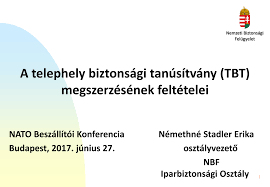 Nemzeti Biztonsági
Felügyelet
A telephely biztonsági tanúsítvány (TBT)
megszerzésének feltételei
NATO Beszállítói Konferencia
Budapest, 2017. június 27.
Némethné Stadler Erika
osztályvezető
NBF
Iparbiztonsági Osztály